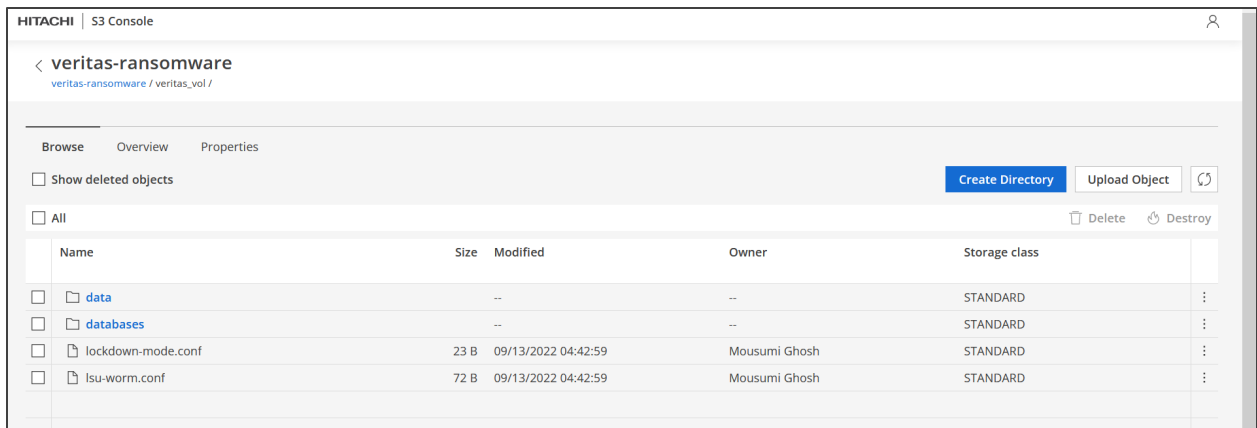 HITACHI S3 Console
veritas-ransomware
veritas-ransomware / veritas_vol /
Browse Overview Properties
Show deleted objects Create Directory Upload Object
All Delete Destroy
Name Size Modified Owner Storage class
data -- -- STANDARD
databases -- -- STANDARD
lockdown-mode.conf 23 B 09/13/2022 04:42:59 Mousumi Ghosh STANDARD
lsu-worm.conf 72 B 09/13/2022 04:42:59 Mousumi Ghosh STANDARD